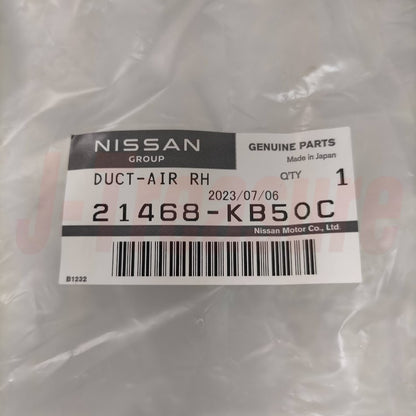 NISSAN
GROUP
GENUINE PARTS
Made in Japan
DUCT-AIR RH
Q'TY 1
2023/07/06
21468-KB50C
Nissan Motor Co., Ltd.
B1232